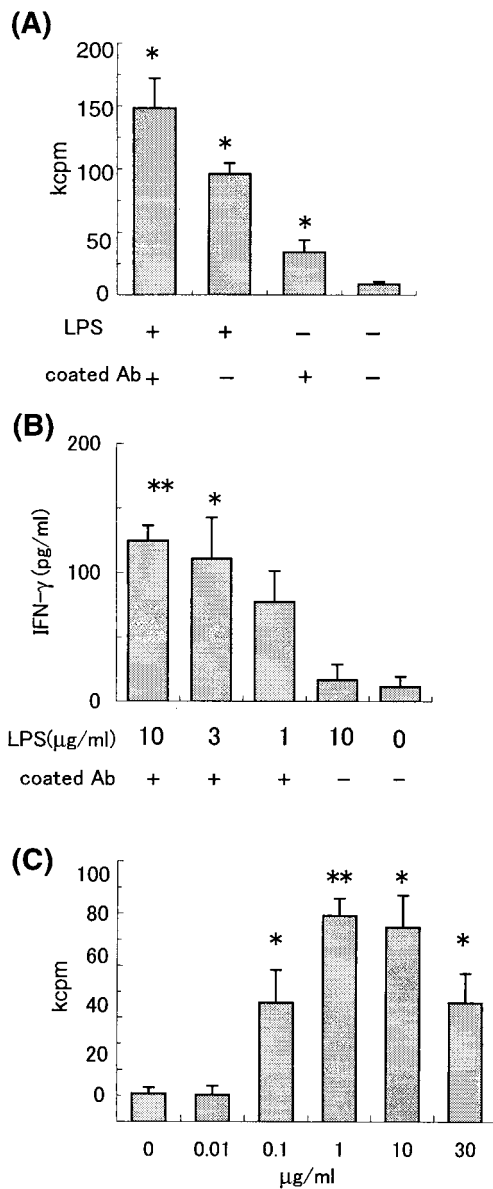 (A)
*
*
*
200
150
100
50
0
kcpm
LPS + + − −
coated Ab + − + −
(B)
200
**
*
100
0
IFN-γ (pg/ml)
LPS(μg/ml) 10 3 1 10 0
coated Ab + + + − −
(C)
100
**
*
80
*
*
60
40
20
0
kcpm
0 0.01 0.1 1 10 30
μg/ml